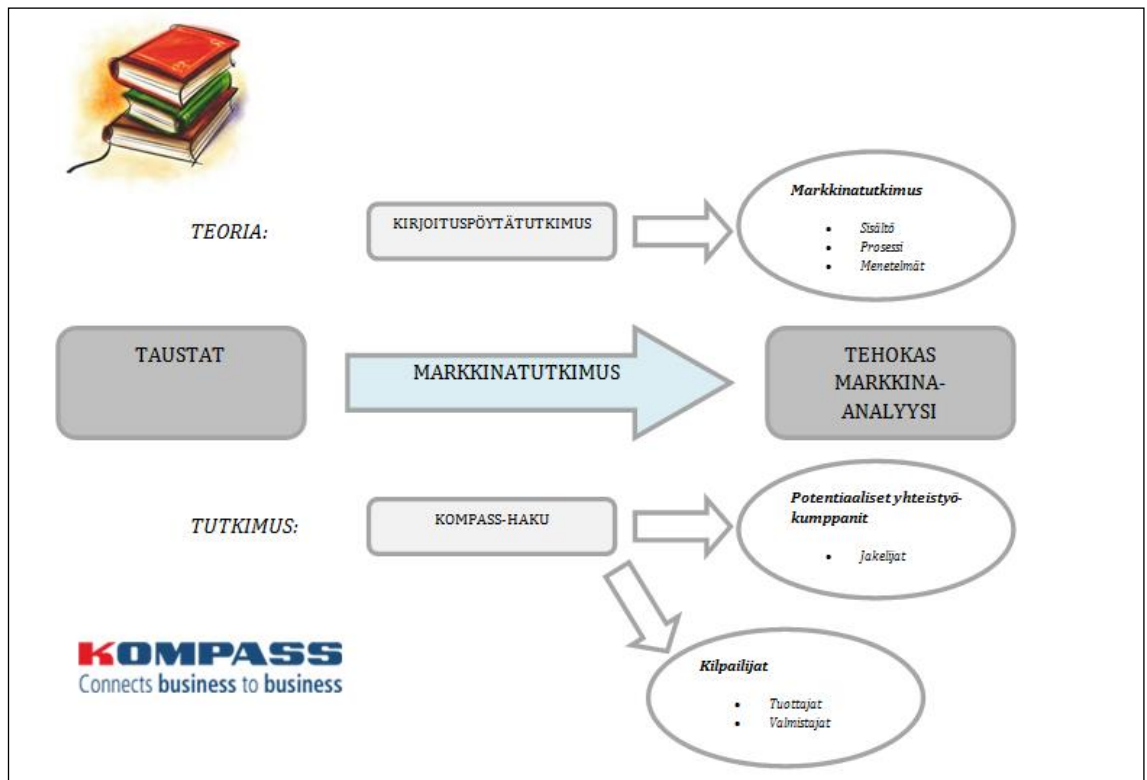 TEORIA:
KIRJOITUSPÖYTÄTUTKIMUS
Markkinatutkimus
• Sisältö
• Prosessi
• Menetelmät
TAUSTAT
MARKKINATUTKIMUS
TEHOKAS
MARKKINA-
ANALYYSI
TUTKIMUS:
KOMPASS-HAKU
Potentiaaliset yhteistyö-
kumppanit
• Jakelijat
KOMPASS
Connects business to business
Kilpailijat
• Tuottajat
• Valmistajat